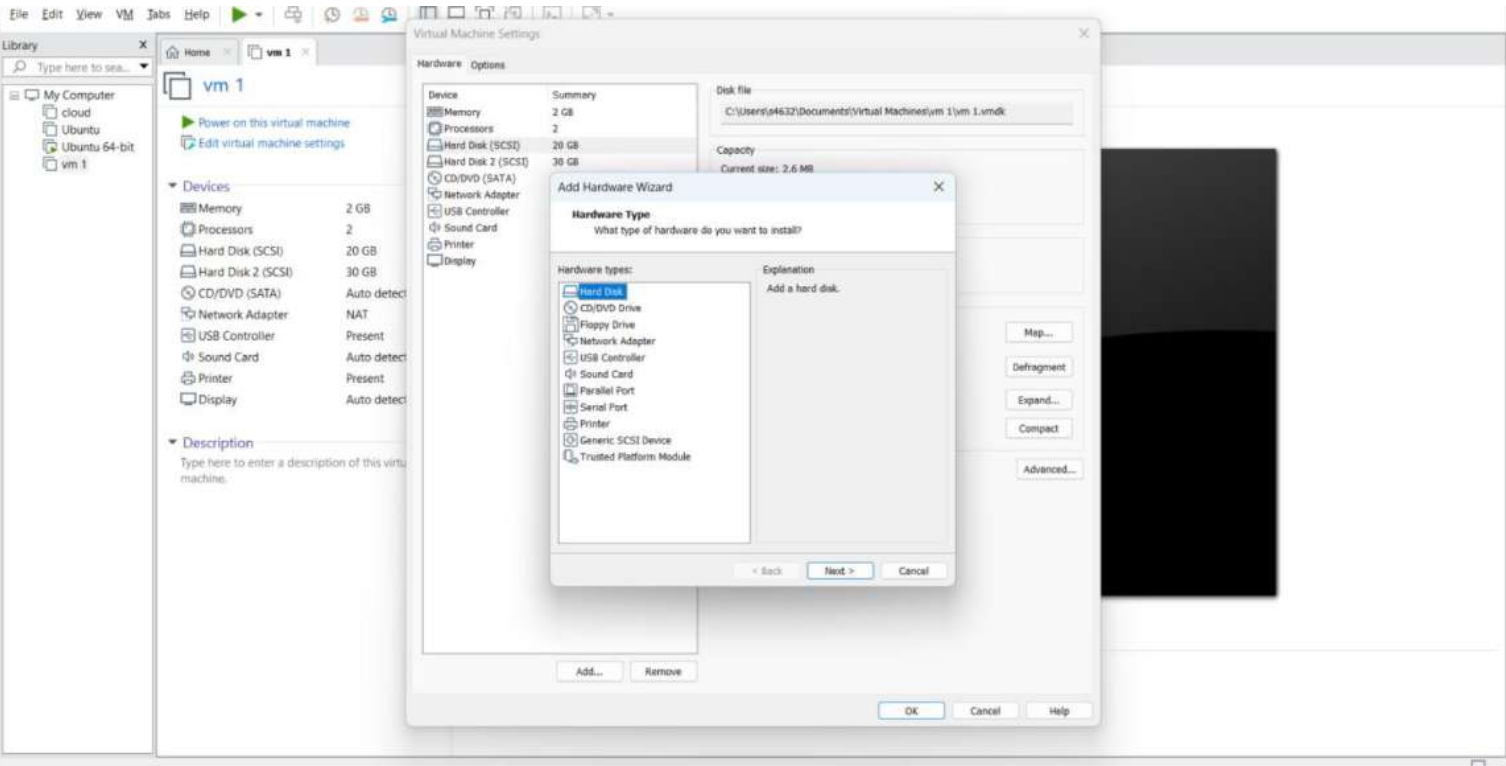 File Edit View VM Tabs Help
Library X
Type here to sea...
My Computer
cloud
Ubuntu
Ubuntu 64-bit
vm 1
Home
vm 1
vm 1
Power on this virtual machine
Edit virtual machine settings
Devices
Memory 2 GB
Processors 2
Hard Disk (SCSI) 20 GB
Hard Disk 2 (SCSI) 30 GB
CD/DVD (SATA) Auto detect
Network Adapter NAT
USB Controller Present
Sound Card Auto detect
Printer Present
Display Auto detect
Description
Type here to enter a description of this virtu
machine.
Virtual Machine Settings
Hardware Options
Device Summary
Memory 2 GB
Processors 2
Hard Disk (SCSI) 20 GB
Hard Disk 2 (SCSI) 30 GB
CD/DVD (SATA)
Network Adapter
USB Controller
Sound Card
Printer
Display
Add... Remove
Disk file
C:\Users\s4632\Documents\Virtual Machines\vm 1\vm 1.vmdk
Capacity
Current size: 2.6 MB
Map...
Defragment
Expand...
Compact
Advanced...
OK Cancel Help
Add Hardware Wizard
Hardware Type
What type of hardware do you want to install?
Hardware types:
Hard Disk
CD/DVD Drive
Floppy Drive
Network Adapter
USB Controller
Sound Card
Parallel Port
Serial Port
Printer
Generic SCSI Device
Trusted Platform Module
Explanation
Add a hard disk.
< Back Next > Cancel